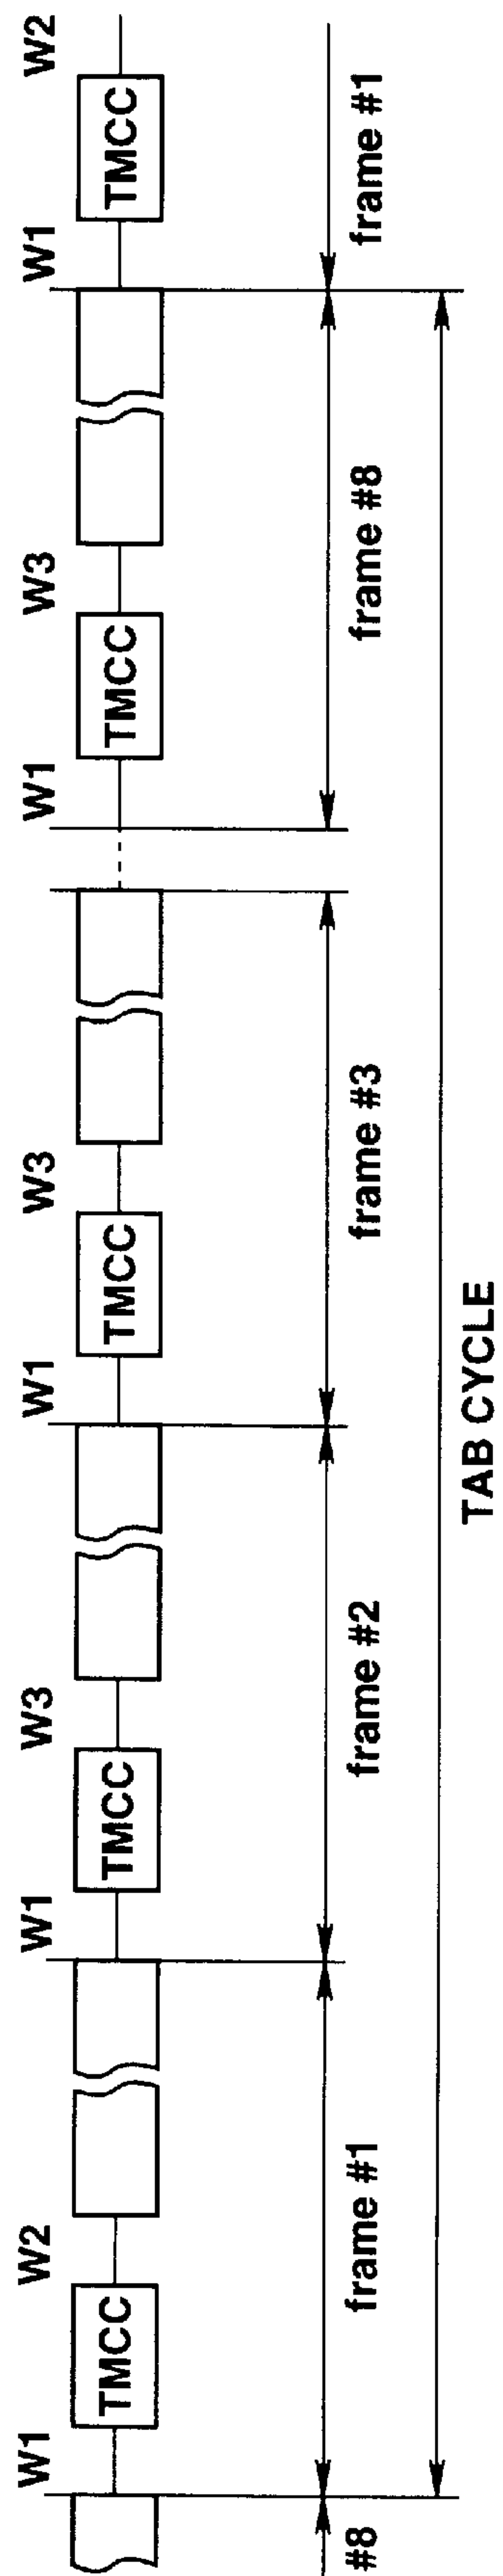 W1 W2 W1 W3 W1 W3 W1 W3 W1 W2
TMCC TMCC TMCC TMCC TMCC
#8 frame #1 frame #2 frame #3 frame #8 frame #1
TAB CYCLE